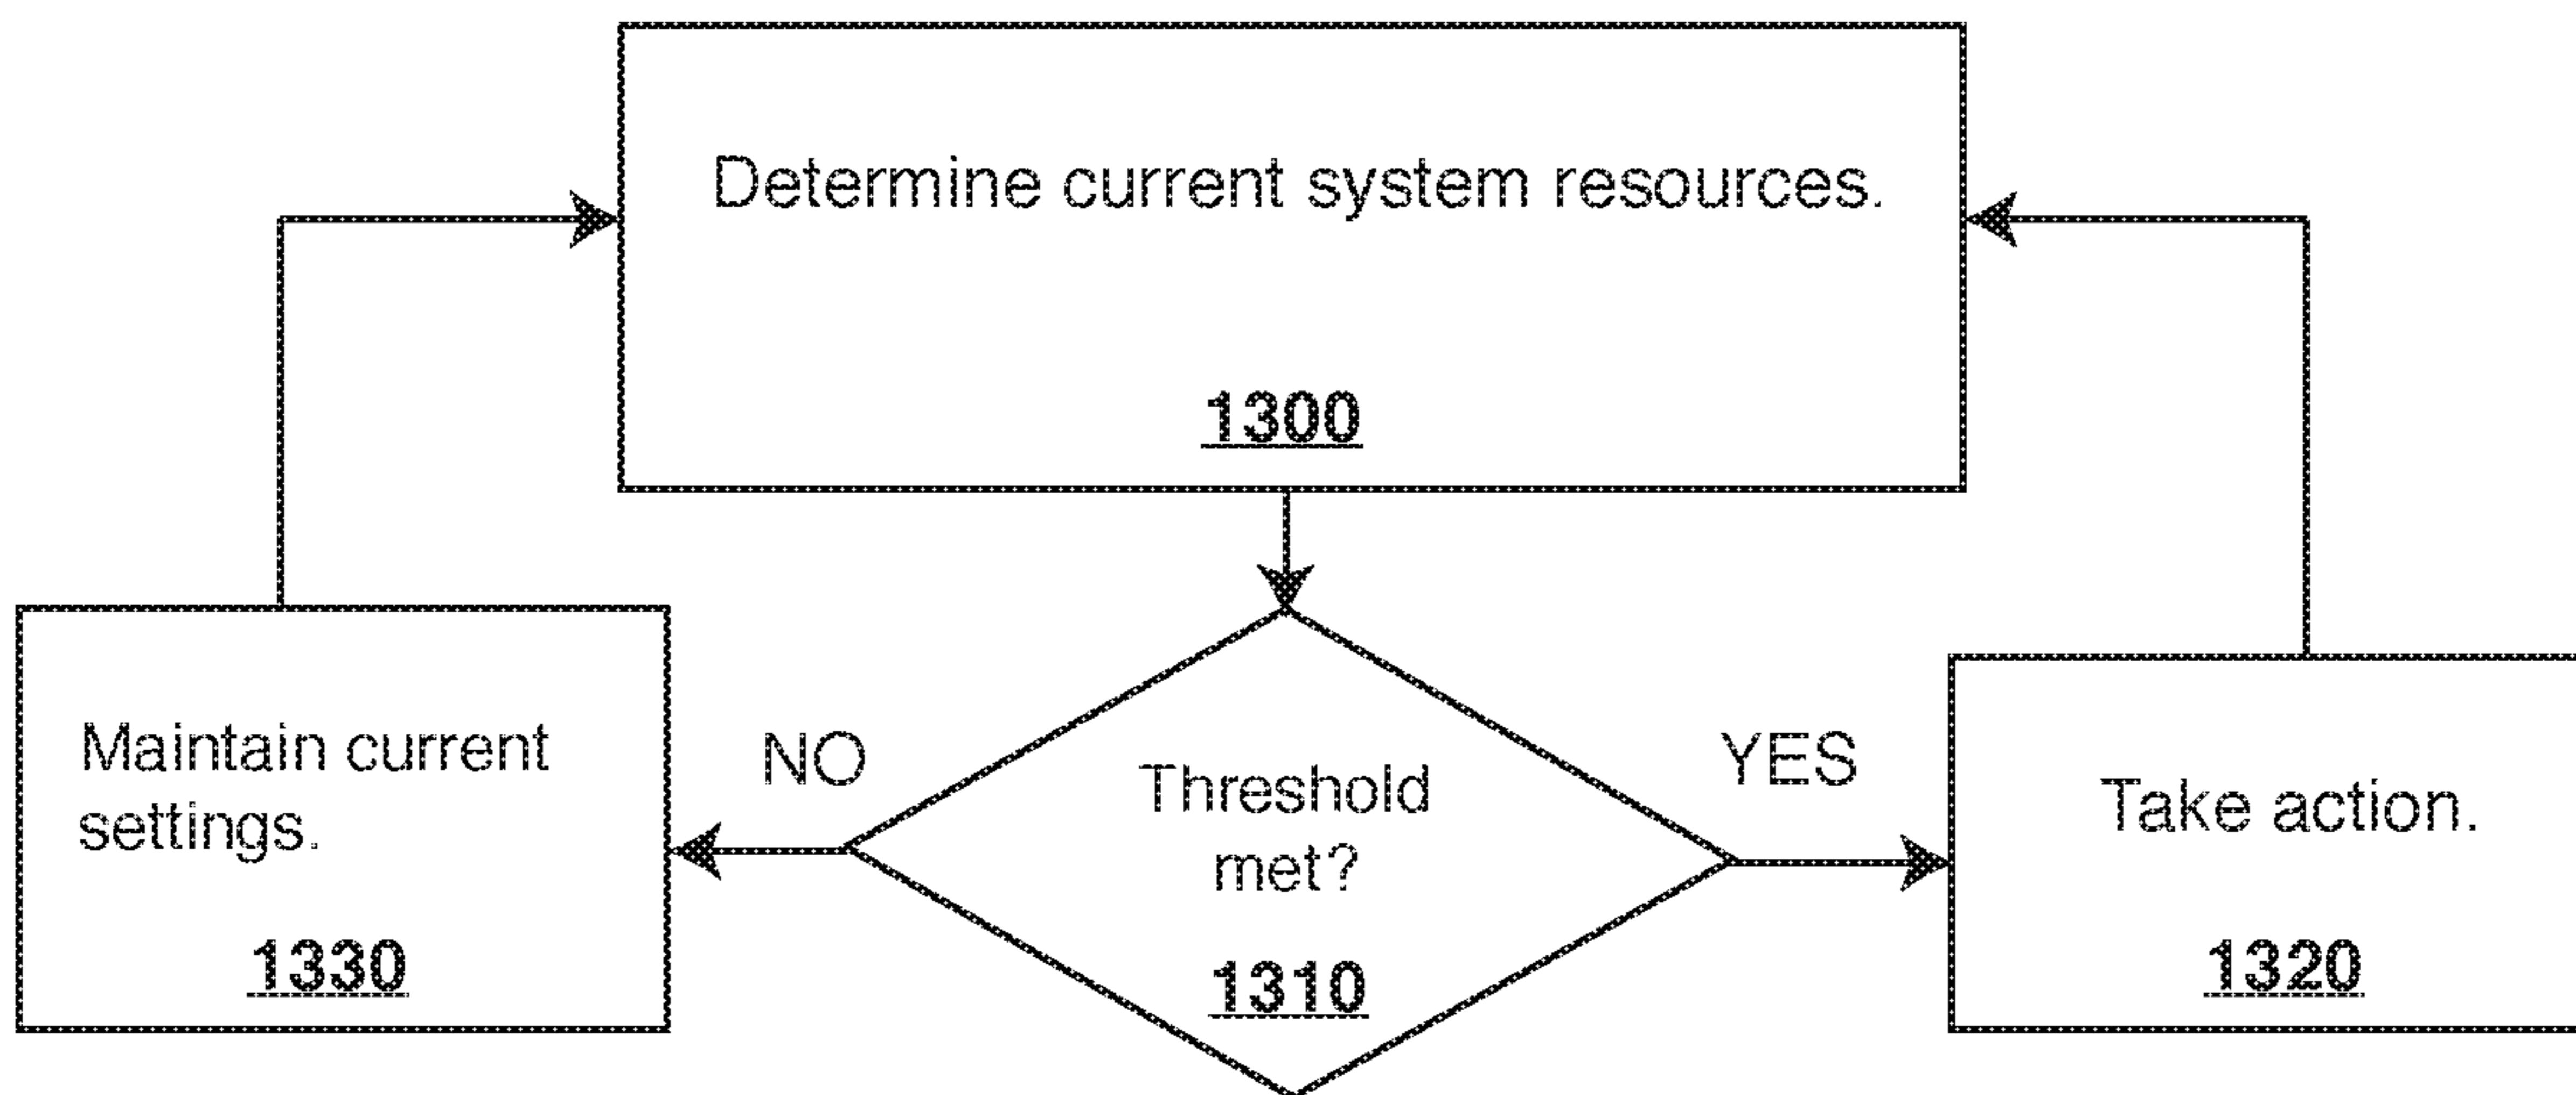 Determine current system resources.
1300
Maintain current
settings.
1330
NO
Threshold
met?
1310
YES
Take action.
1320